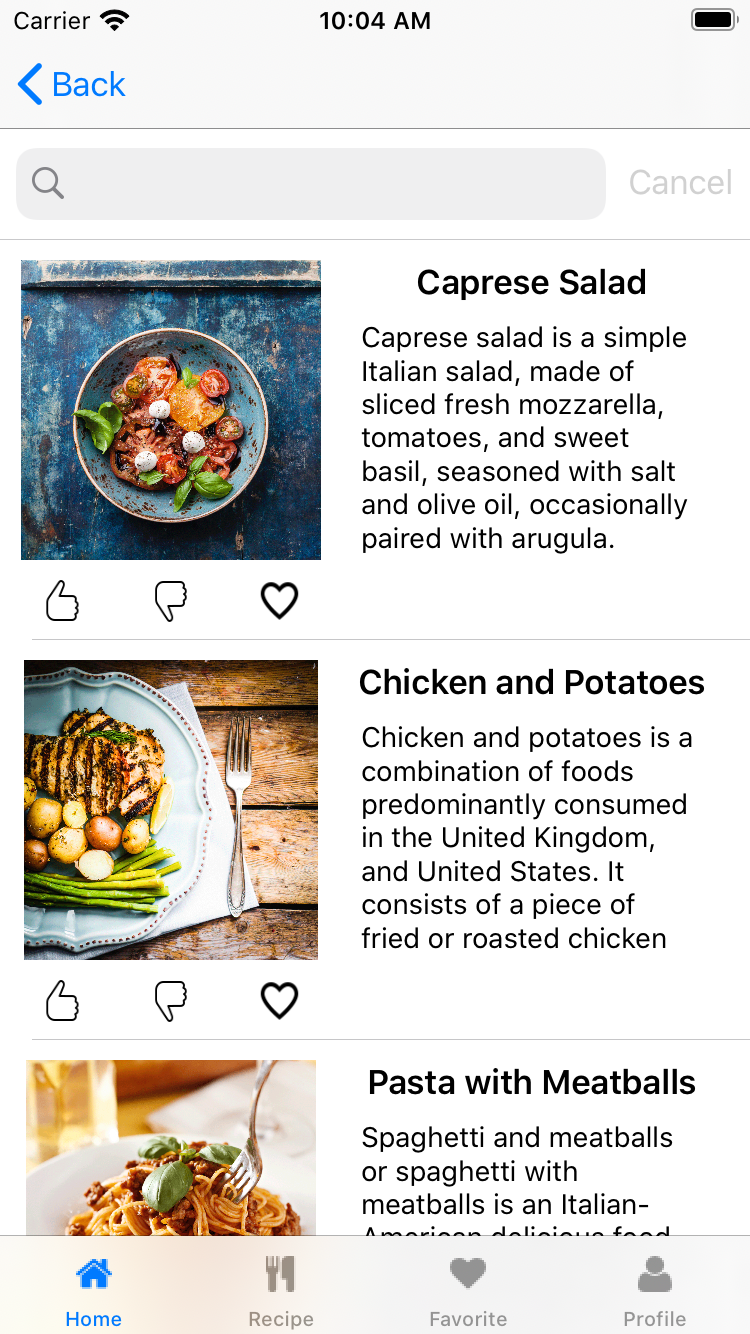 Carrier 10:04 AM
Back
Cancel
Caprese Salad
Caprese salad is a simple
Italian salad, made of
sliced fresh mozzarella,
tomatoes, and sweet
basil, seasoned with salt
and olive oil, occasionally
paired with arugula.
Chicken and Potatoes
Chicken and potatoes is a
combination of foods
predominantly consumed
in the United Kingdom,
and United States. It
consists of a piece of
fried or roasted chicken
Pasta with Meatballs
Spaghetti and meatballs
or spaghetti with
meatballs is an Italian-
American delicious food
Home Recipe Favorite Profile